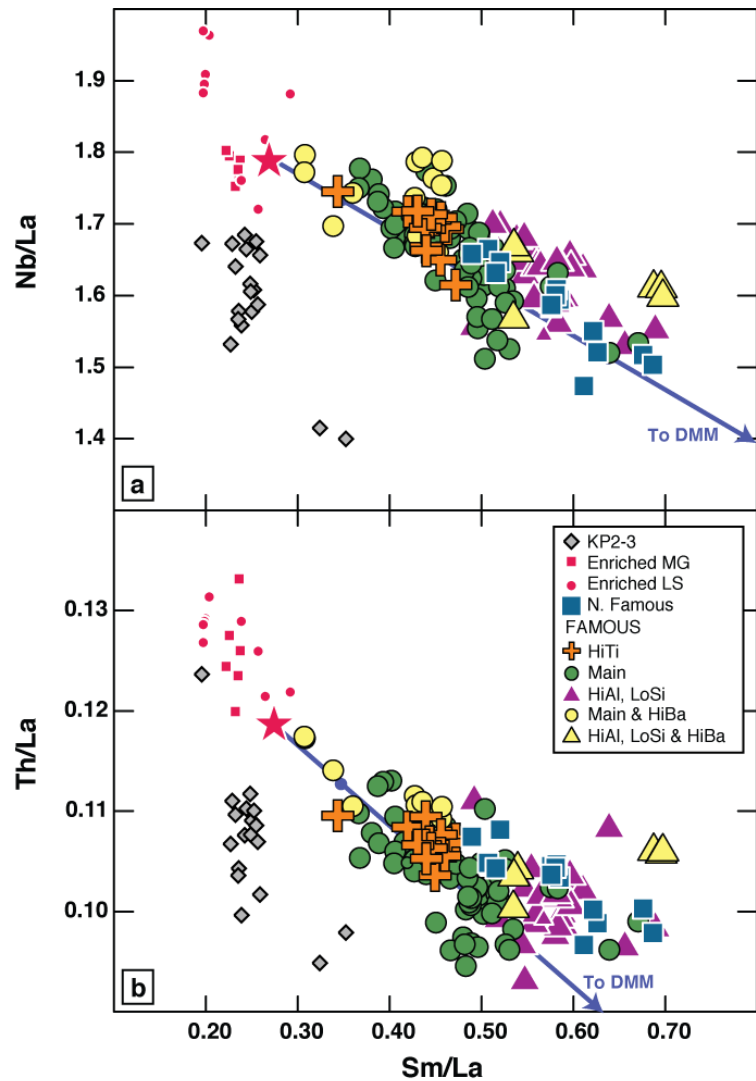 1.9
1.8
1.7
1.6
1.5
1.4
Nb/La
To DMM
a
KP2-3
Enriched MG
Enriched LS
N. Famous
FAMOUS
HiTi
Main
HiAl, LoSi
Main & HiBa
HiAl, LoSi & HiBa
0.13
0.12
0.11
0.10
Th/La
To DMM
b
0.20 0.30 0.40 0.50 0.60 0.70
Sm/La